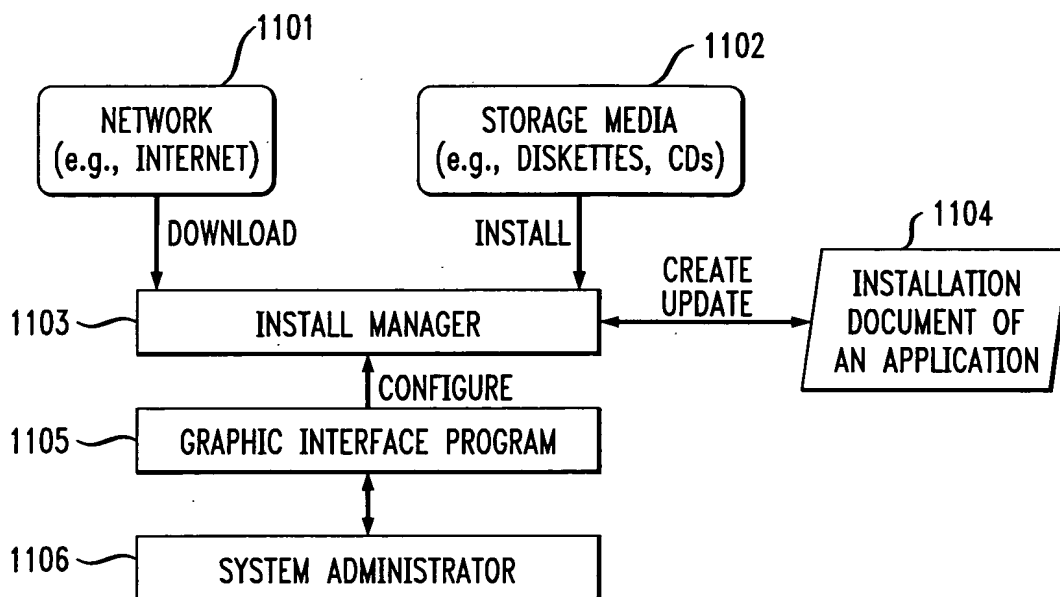 1101
1102
NETWORK
(e.g., INTERNET)
STORAGE MEDIA
(e.g., DISKETTES, CDs)
DOWNLOAD
INSTALL
1104
CREATE
UPDATE
INSTALLATION
DOCUMENT OF
AN APPLICATION
1103
INSTALL MANAGER
CONFIGURE
1105
GRAPHIC INTERFACE PROGRAM
1106
SYSTEM ADMINISTRATOR